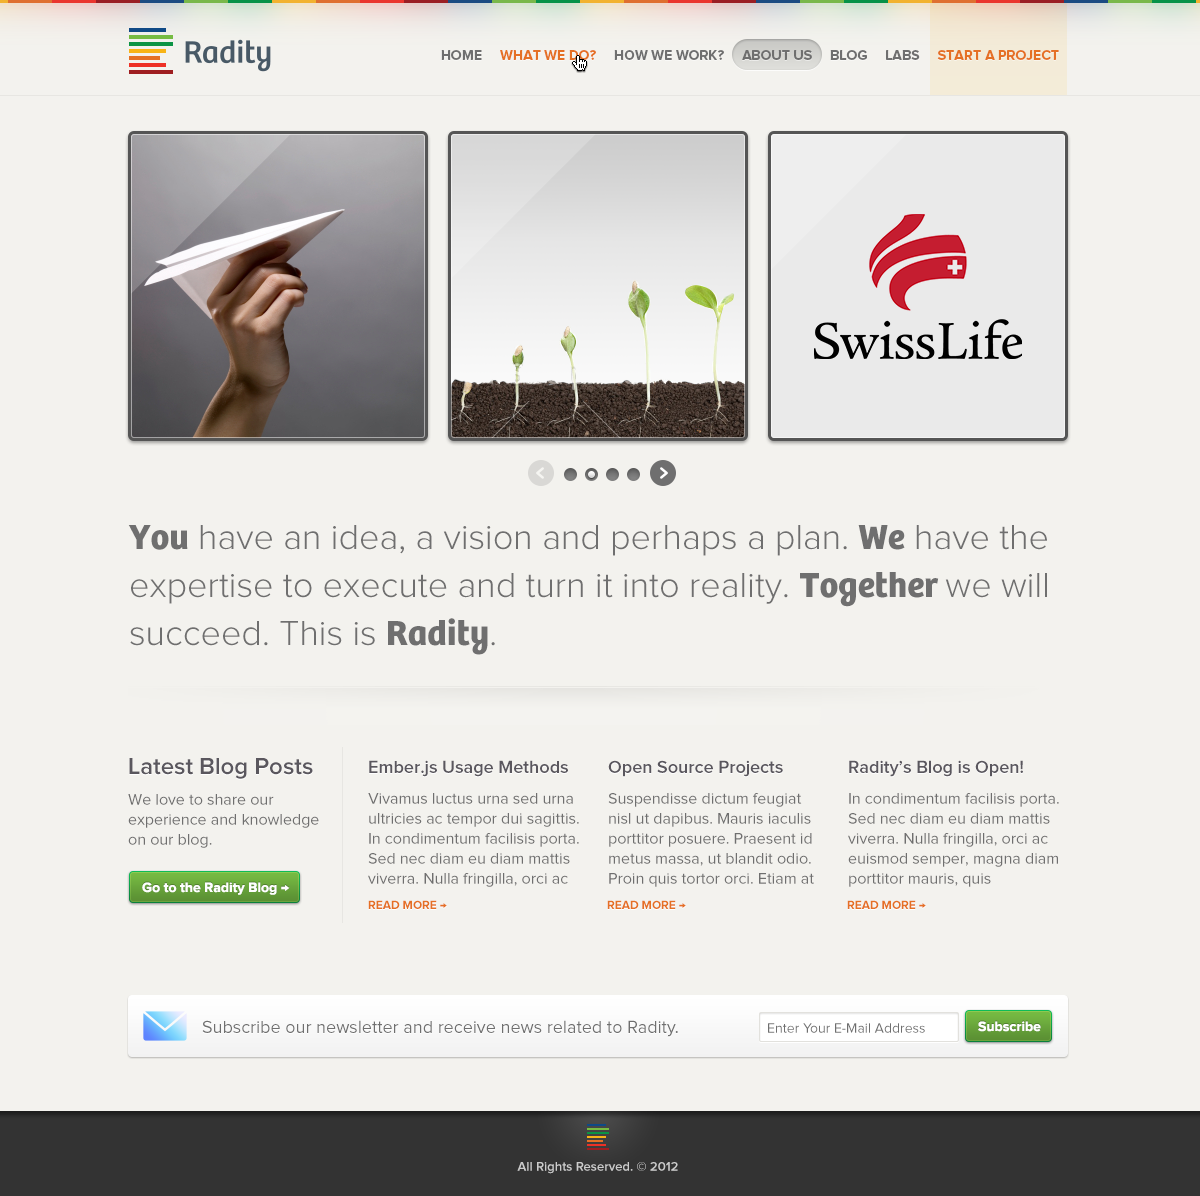 Radity
HOME WHAT WE DO? HOW WE WORK? ABOUT US BLOG LABS START A PROJECT
SwissLife
You have an idea, a vision and perhaps a plan. We have the
expertise to execute and turn it into reality. Together we will
succeed. This is Radity.
Latest Blog Posts
We love to share our
experience and knowledge
on our blog.
Go to the Radity Blog →
Ember.js Usage Methods
Vivamus luctus urna sed urna
ultricies ac tempor dui sagittis.
In condimentum facilisis porta.
Sed nec diam eu diam mattis
viverra. Nulla fringilla, orci ac
READ MORE →
Open Source Projects
Suspendisse dictum feugiat
nisl ut dapibus. Mauris iaculis
porttitor posuere. Praesent id
metus massa, ut blandit odio.
Proin quis tortor orci. Etiam at
READ MORE →
Radity’s Blog is Open!
In condimentum facilisis porta.
Sed nec diam eu diam mattis
viverra. Nulla fringilla, orci ac
euismod semper, magna diam
porttitor mauris, quis
READ MORE →
Subscribe our newsletter and receive news related to Radity.
Enter Your E-Mail Address
Subscribe
All Rights Reserved. © 2012